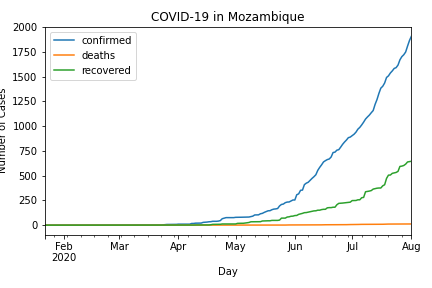 COVID-19 in Mozambique
2000
1750
1500
1250
1000
750
500
250
0
Number of Cases
confirmed
deaths
recovered
Feb
2020
Mar
Apr
May
Jun
Jul
Aug
Day